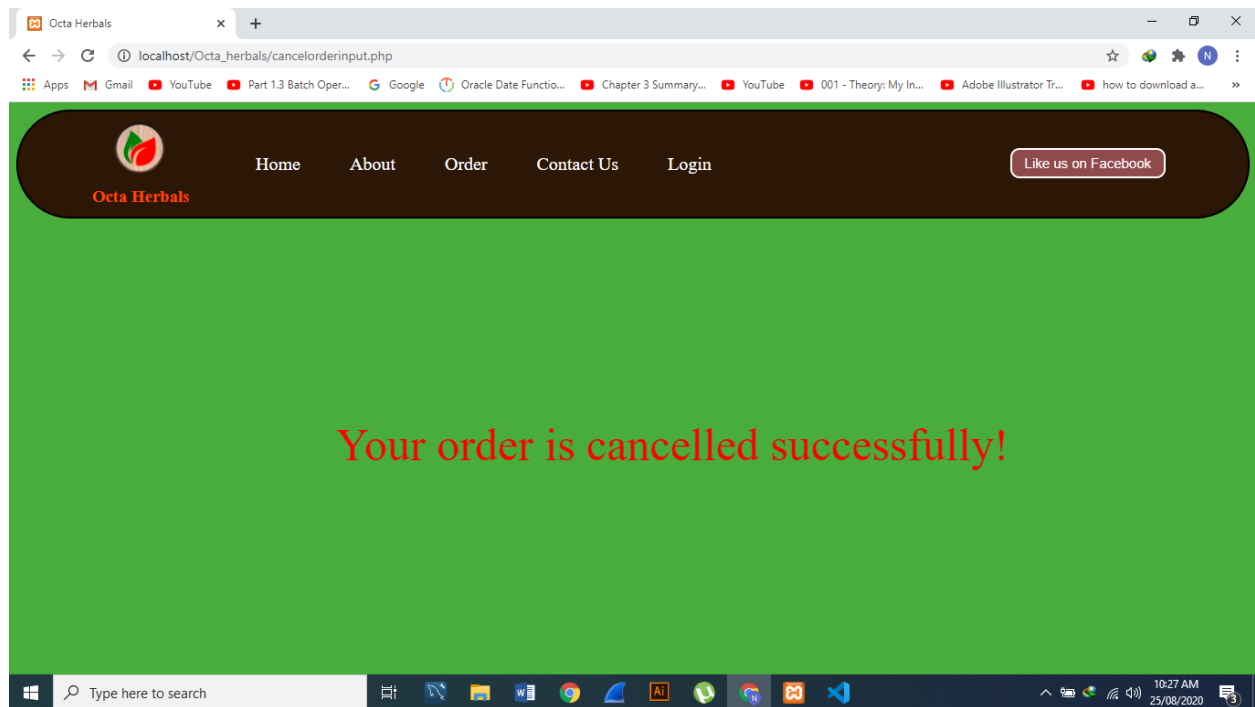 Octa Herbals
localhost/Octa_herbals/cancelorderinput.php
N
Apps Gmail YouTube Part 1.3 Batch Oper... Google Oracle Date Functio... Chapter 3 Summary... YouTube 001 - Theory: My In... Adobe Illustrator Tr... how to download a... »
Home About Order Contact Us Login Like us on Facebook
Octa Herbals
Your order is cancelled successfully!
Type here to search
Ai
10:27 AM
25/08/2020
3